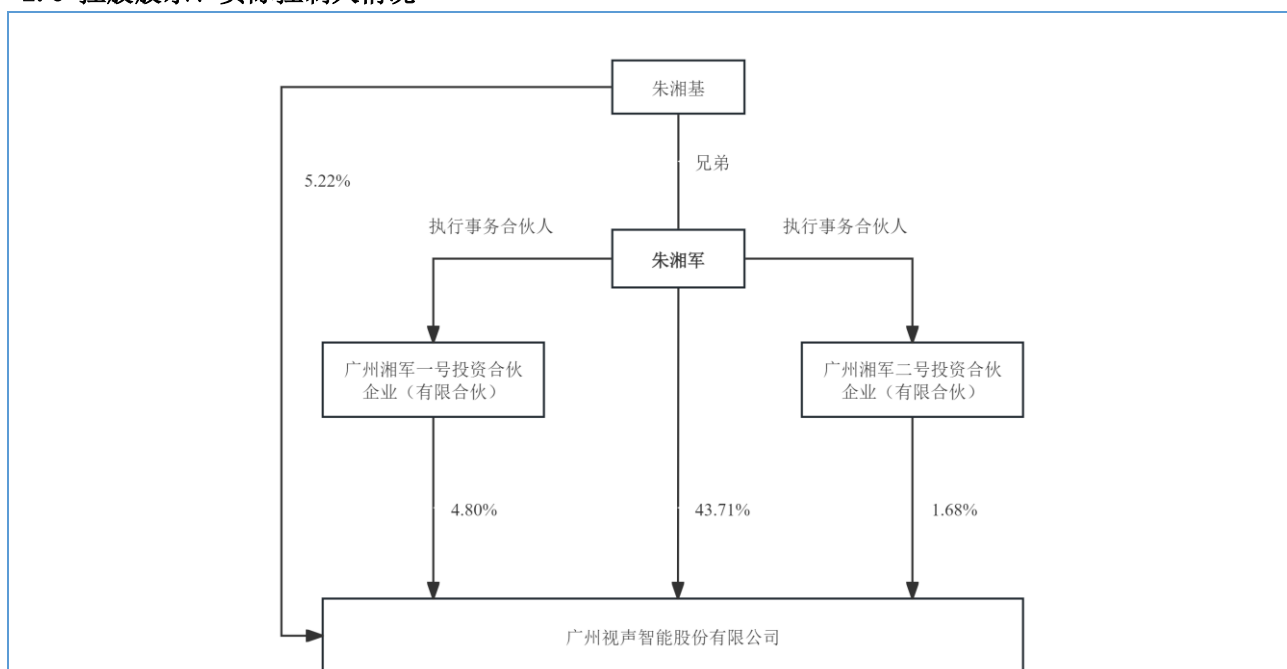 朱湘基
兄弟
5.22%
执行事务合伙人
执行事务合伙人
朱湘军
广州湘军一号投资合伙
企业（有限合伙）
广州湘军二号投资合伙
企业（有限合伙）
4.80%
43.71%
1.68%
广州视声智能股份有限公司